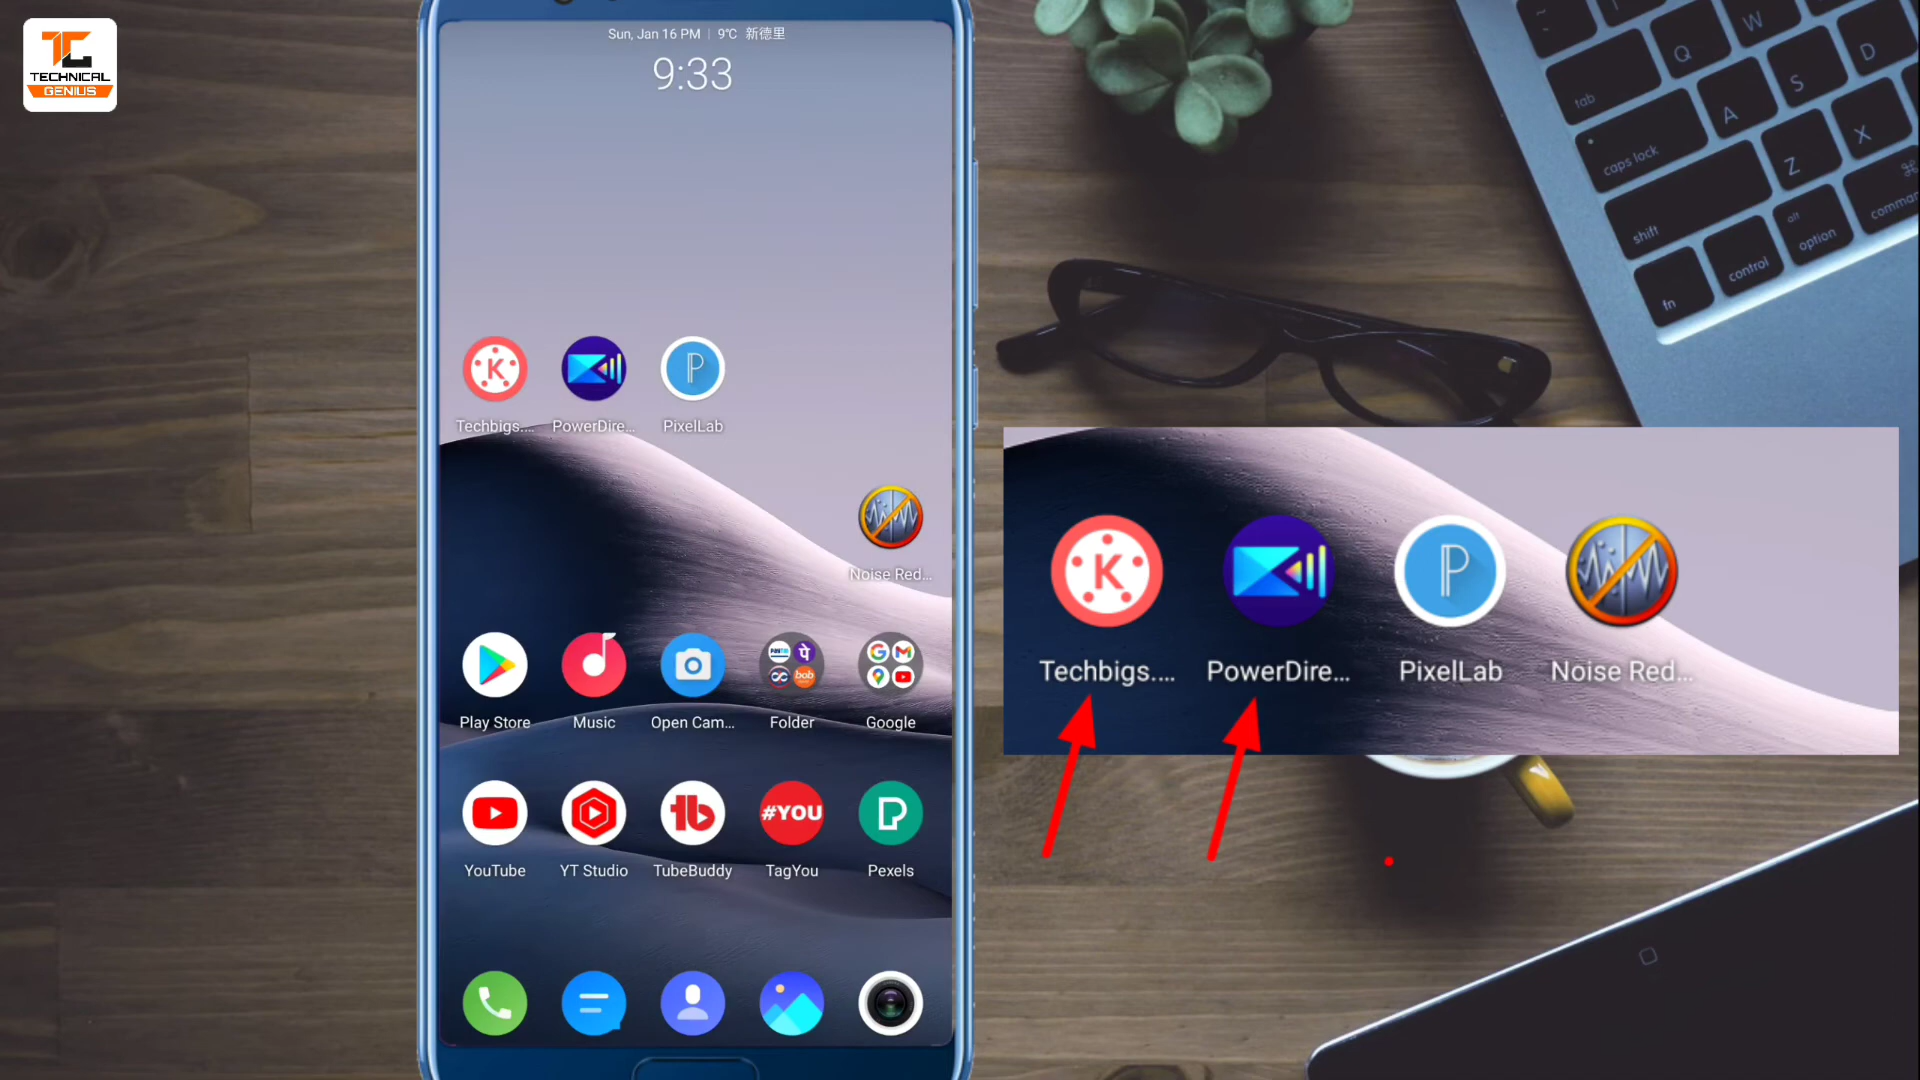 TECHNICAL
GENIUS
Sun, Jan 16 PM | 9°C 新德里
9:33
Techbigs.... PowerDire... PixelLab
Noise Red...
Play Store Music Open Cam... Folder Google
YouTube YT Studio TubeBuddy TagYou Pexels
#YOU
Techbigs.... PowerDire... PixelLab Noise Red...
Q W
tab A S D
caps lock Z X
shift alt
fn control option